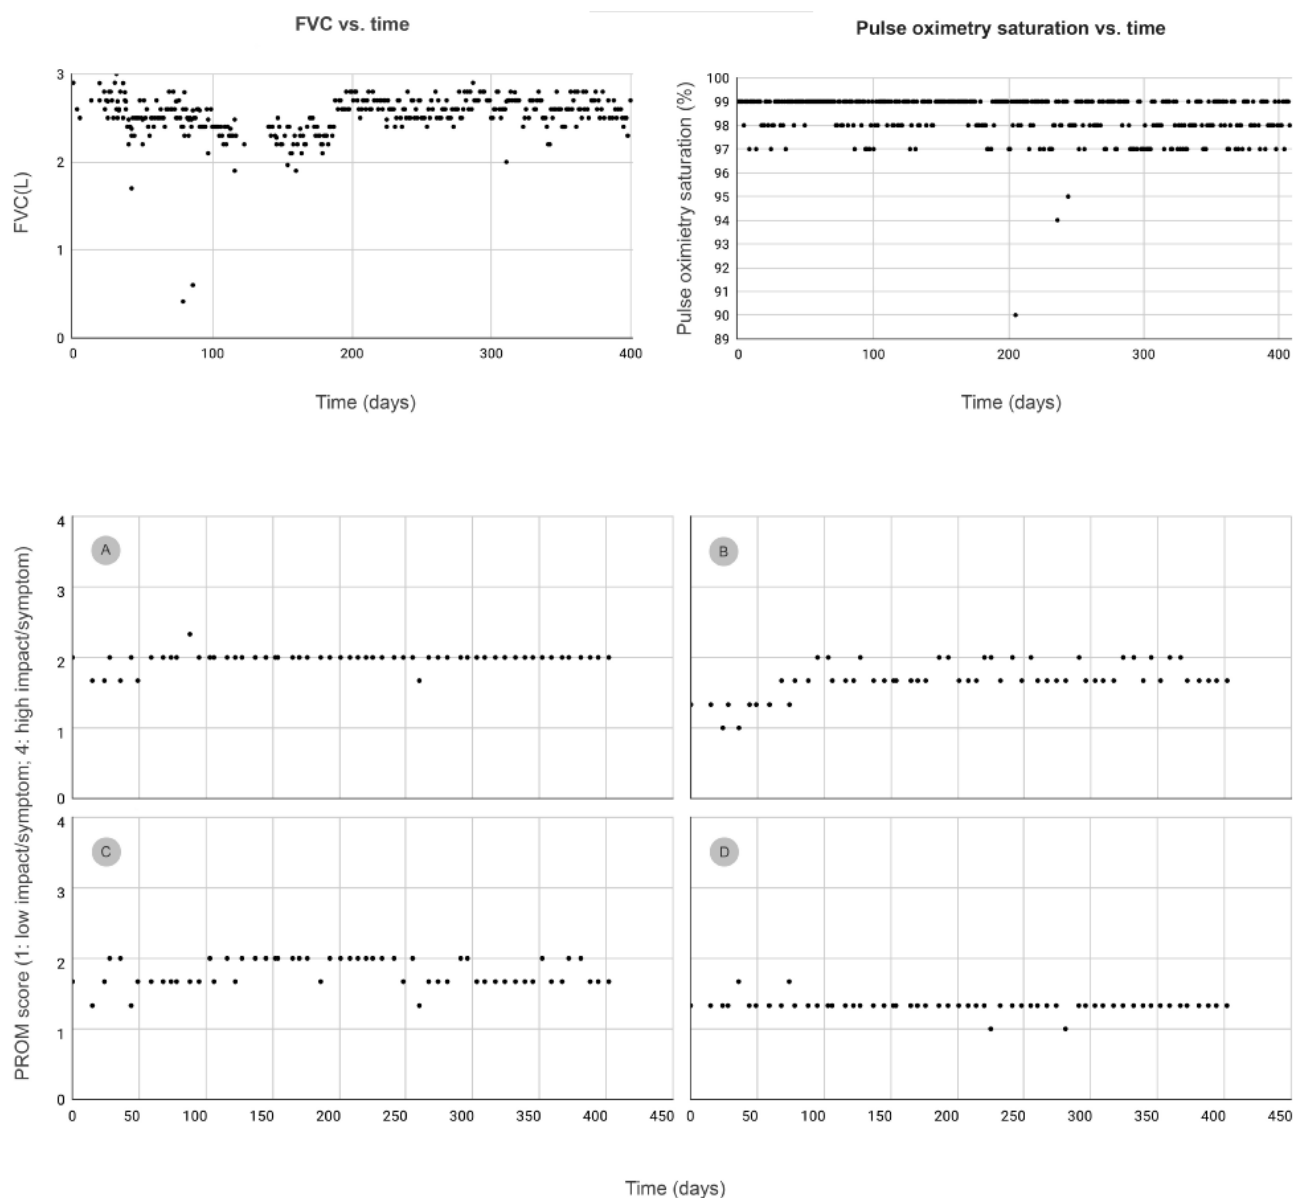 FVC vs. time
Pulse oximetry saturation vs. time
FVC(L)
3
2
1
0
0 100 200 300 400
Time (days)
Pulse oximietry saturation (%)
100
99
98
97
96
95
94
93
92
91
90
89
0 100 200 300 400
Time (days)
PROM score (1: low impact/symptom; 4: high impact/symptom)
A
B
4
3
2
1
0
C
D
4
3
2
1
0
0 50 100 150 200 250 300 350 400 450
0 50 100 150 200 250 300 350 400 450
Time (days)